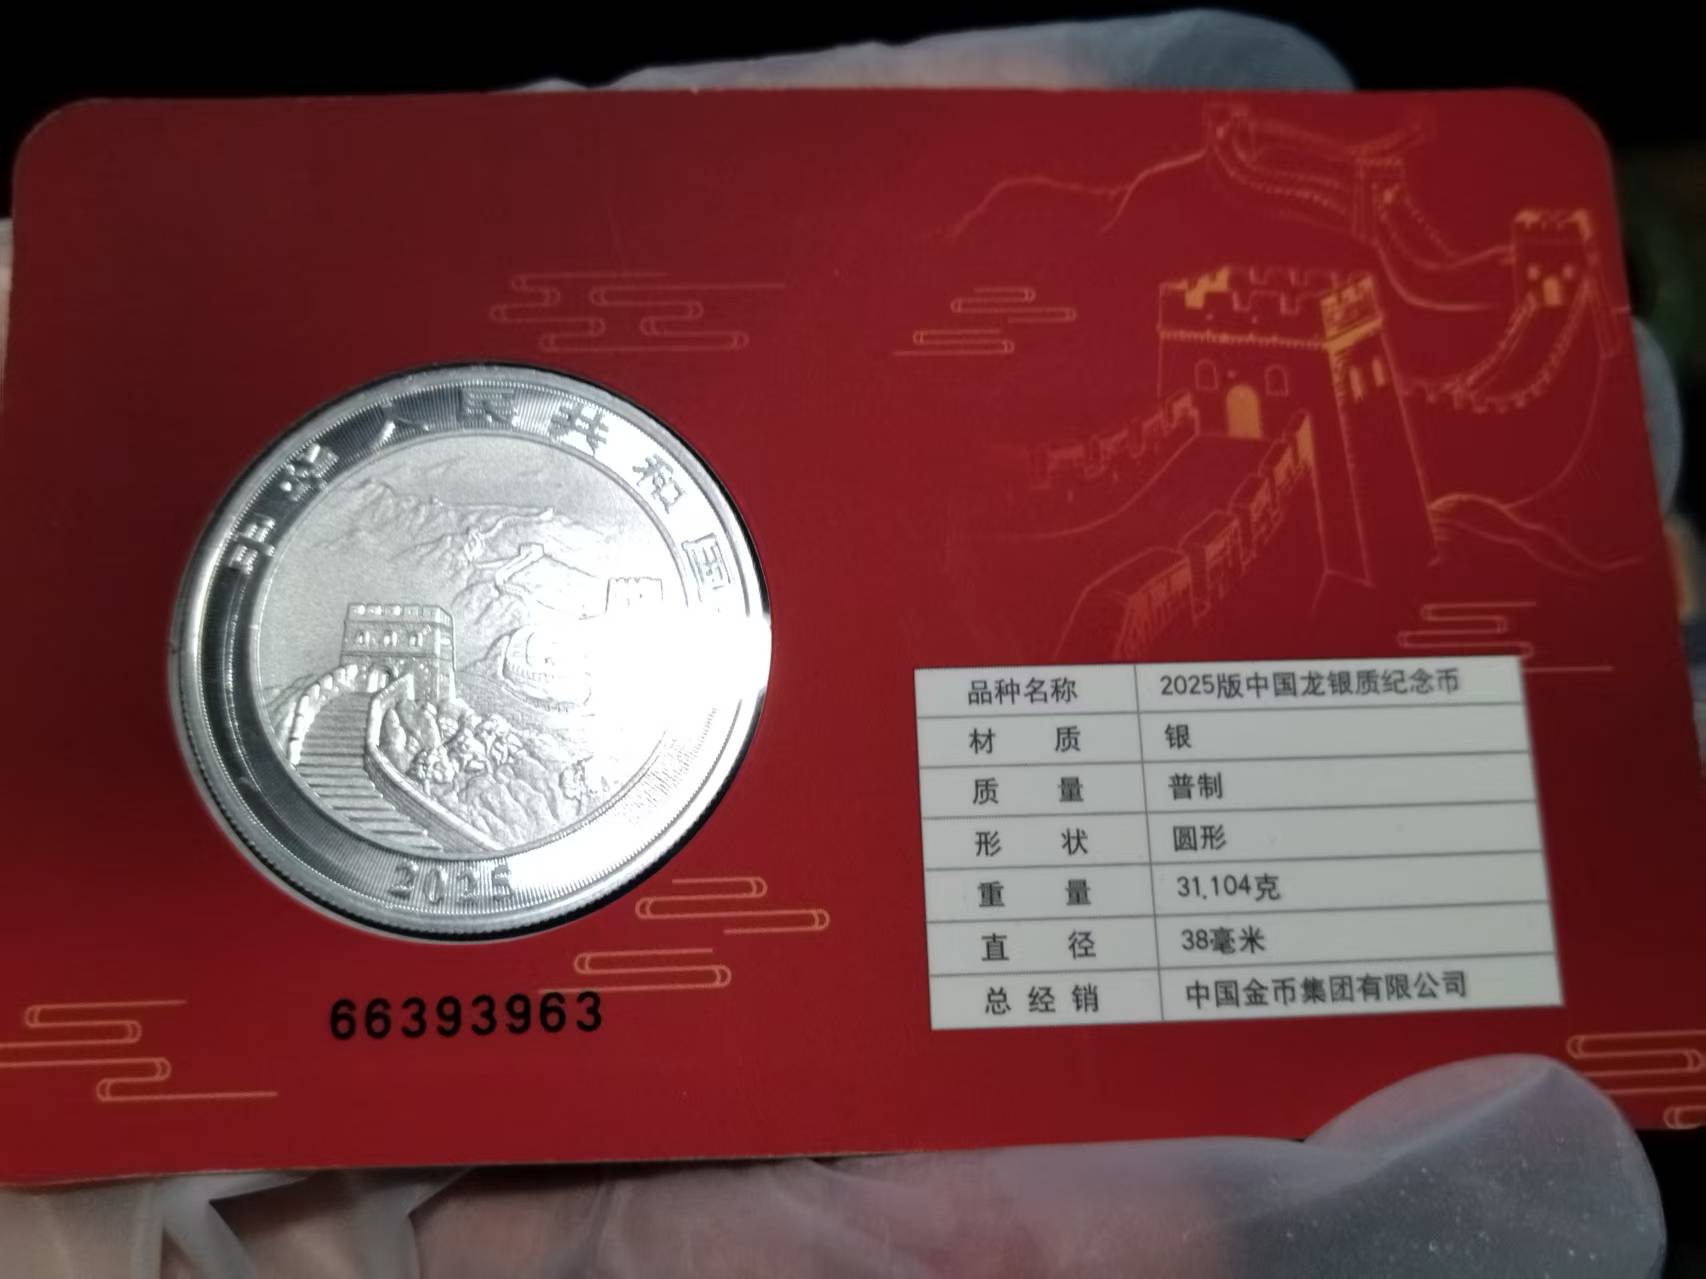 中华人民共和国
2025
66393963
品种名称 2025版中国龙银质纪念币
材质 银
质量 普制
形状 圆形
重量 31.104克
直径 38毫米
总经销 中国金币集团有限公司